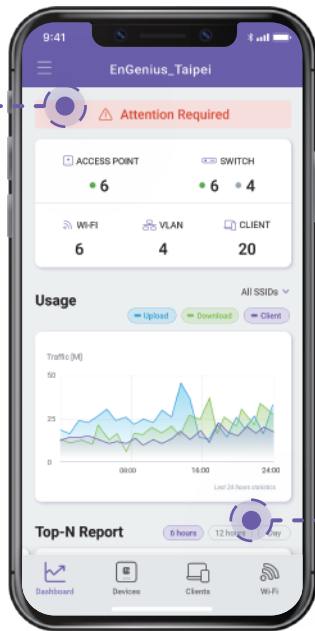 9:41
EnGenius_Taipei
Attention Required
ACCESS POINT
6
SWITCH
6 4
WI-FI
6
VLAN
4
CLIENT
20
Usage
All SSIDs
Upload Download Client
Traffic [M]
50
25
0
08:00 16:00 24:00
Last 24 hours statistics
Top-N Report
6 hours 12 hours Day
Dashboard Devices Clients Wi-Fi